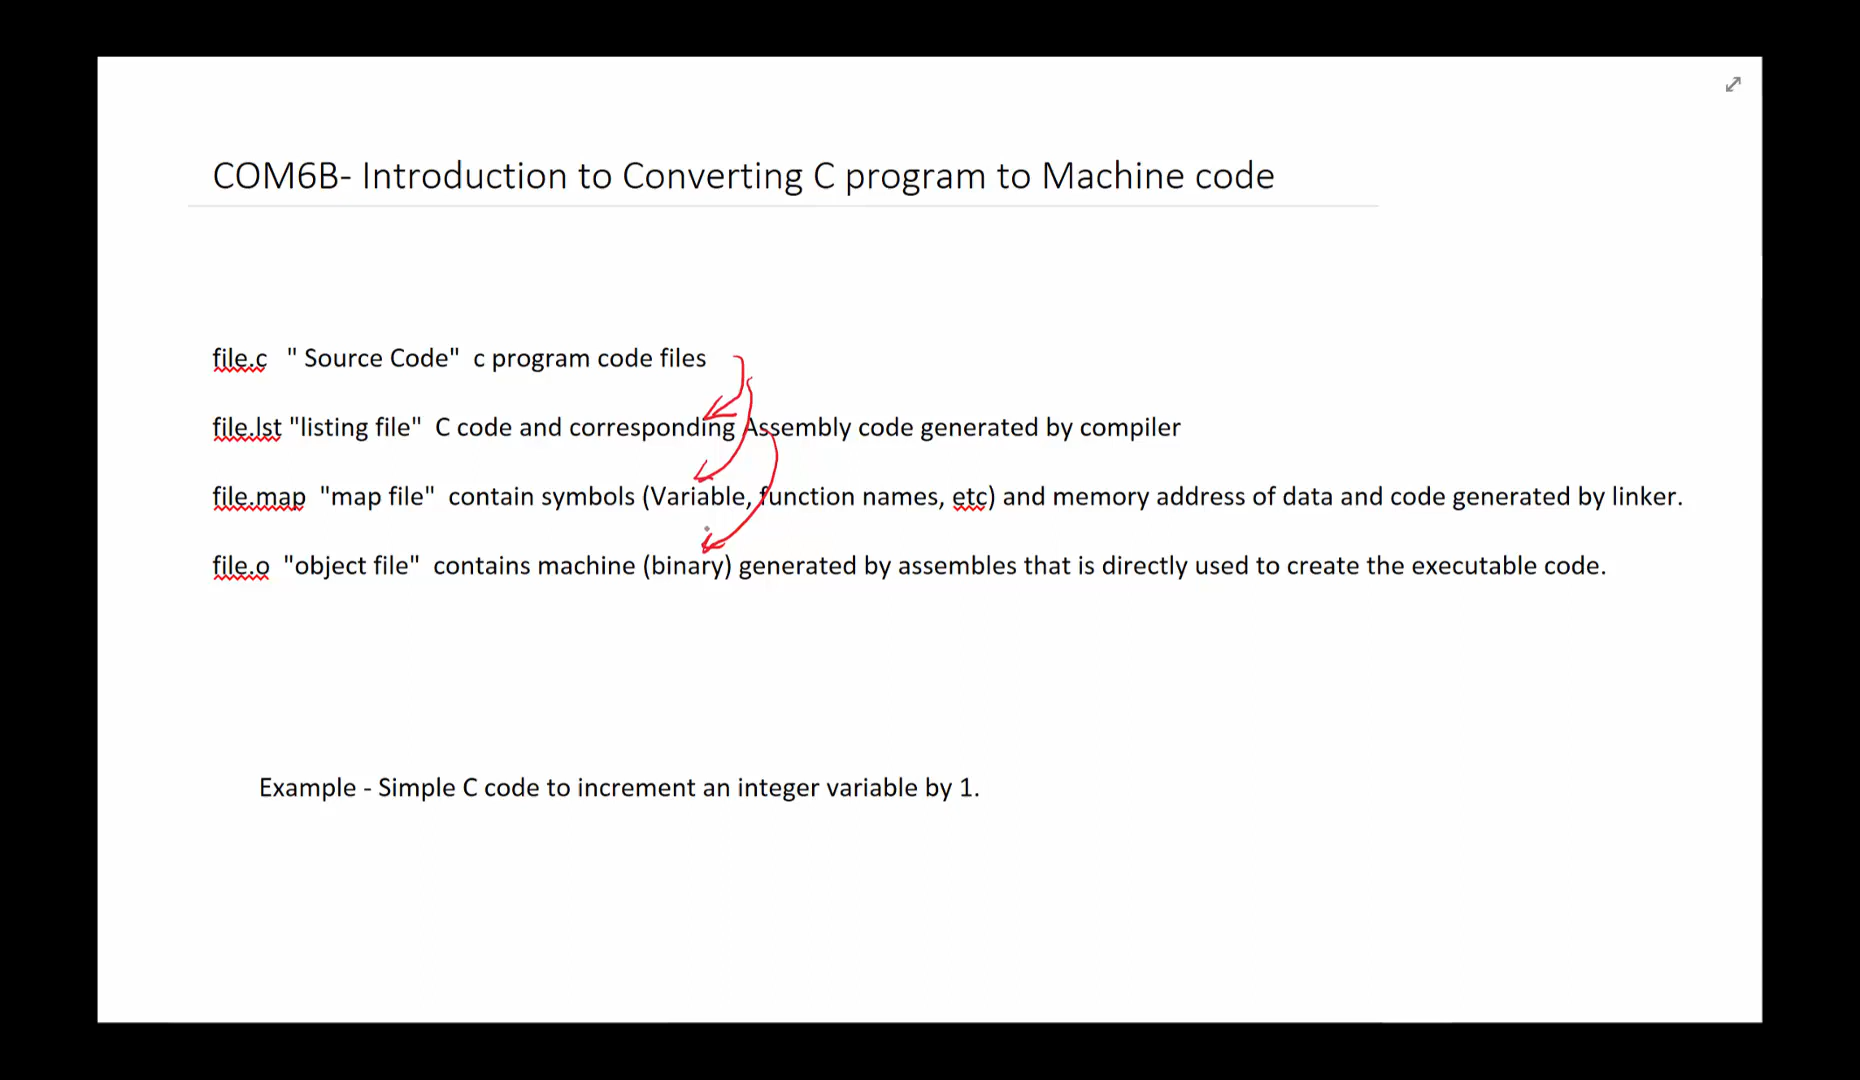 COM6B- Introduction to Converting C program to Machine code
file.c " Source Code" c program code files
file.lst "listing file" C code and corresponding Assembly code generated by compiler
file.map "map file" contain symbols (Variable, function names, etc) and memory address of data and code generated by linker.
file.o "object file" contains machine (binary) generated by assembles that is directly used to create the executable code.
Example - Simple C code to increment an integer variable by 1.